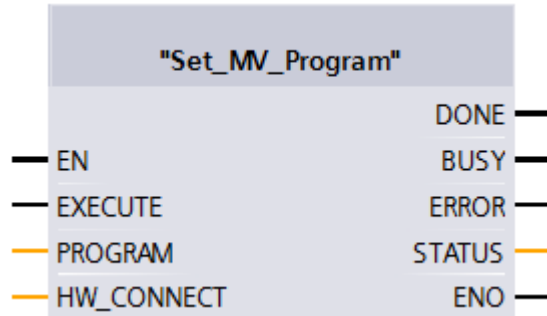 "Set_MV_Program"
DONE
EN BUSY
EXECUTE ERROR
PROGRAM STATUS
HW_CONNECT ENO